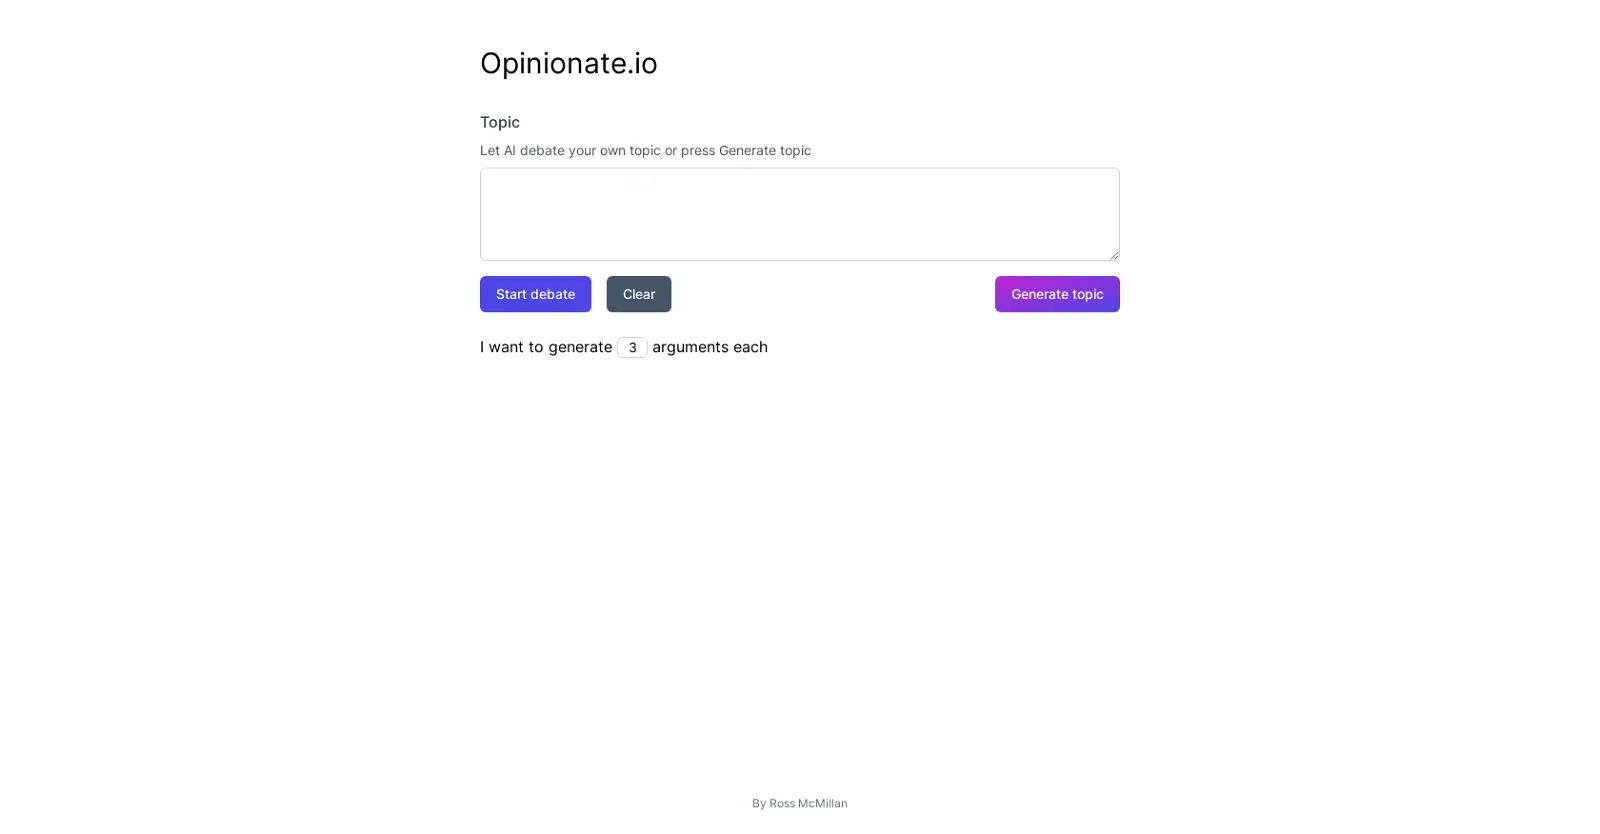 Opinionate.io
Topic
Let AI debate your own topic or press Generate topic
Start debate Clear Generate topic
I want to generate 3 arguments each
By Ross McMillan